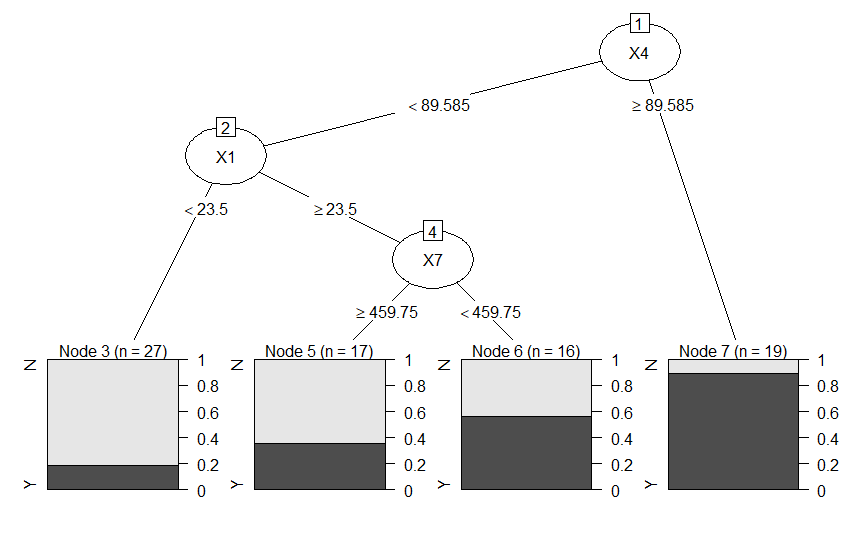 1
X4
< 89.585
≥ 89.585
2
X1
< 23.5
≥ 23.5
4
X7
≥ 459.75
< 459.75
Node 3 (n = 27)
N
Y
1
0.8
0.6
0.4
0.2
0
Node 5 (n = 17)
N
Y
1
0.8
0.6
0.4
0.2
0
Node 6 (n = 16)
N
Y
1
0.8
0.6
0.4
0.2
0
Node 7 (n = 19)
N
Y
1
0.8
0.6
0.4
0.2
0